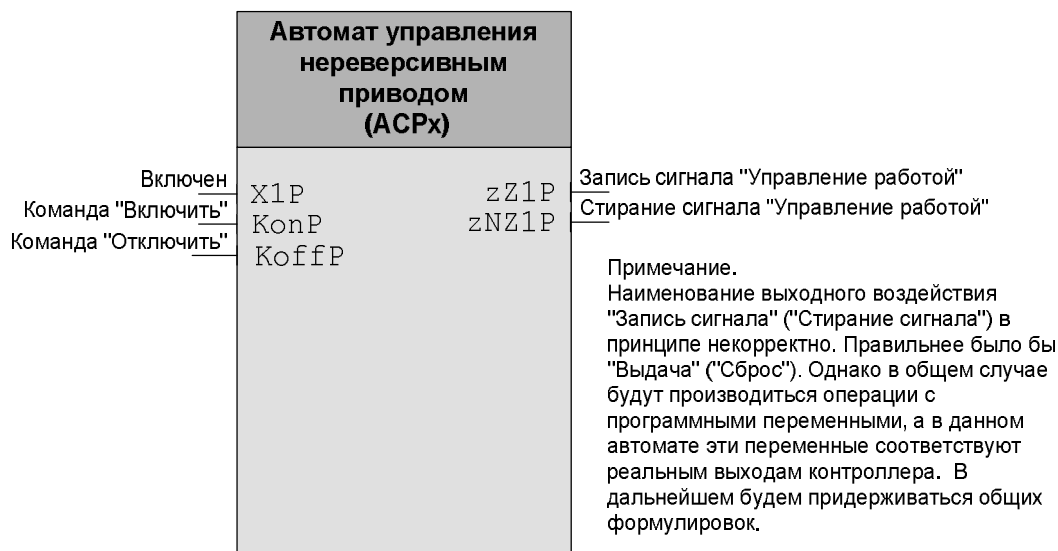 Автомат управления
нереверсивным
приводом
(ACPx)
Включен
Команда "Включить"
Команда "Отключить"
X1P
KonP
KoffP
zZ1P
zNZ1P
Запись сигнала "Управление работой"
Стирание сигнала "Управление работой"
Примечание.
Наименование выходного воздействия
"Запись сигнала" ("Стирание сигнала") в
принципе некорректно. Правильнее было бы
"Выдача" ("Сброс"). Однако в общем случае
будут производиться операции с
программными переменными, а в данном
автомате эти переменные соответствуют
реальным выходам контроллера. В
дальнейшем будем придерживаться общих
формулировок.